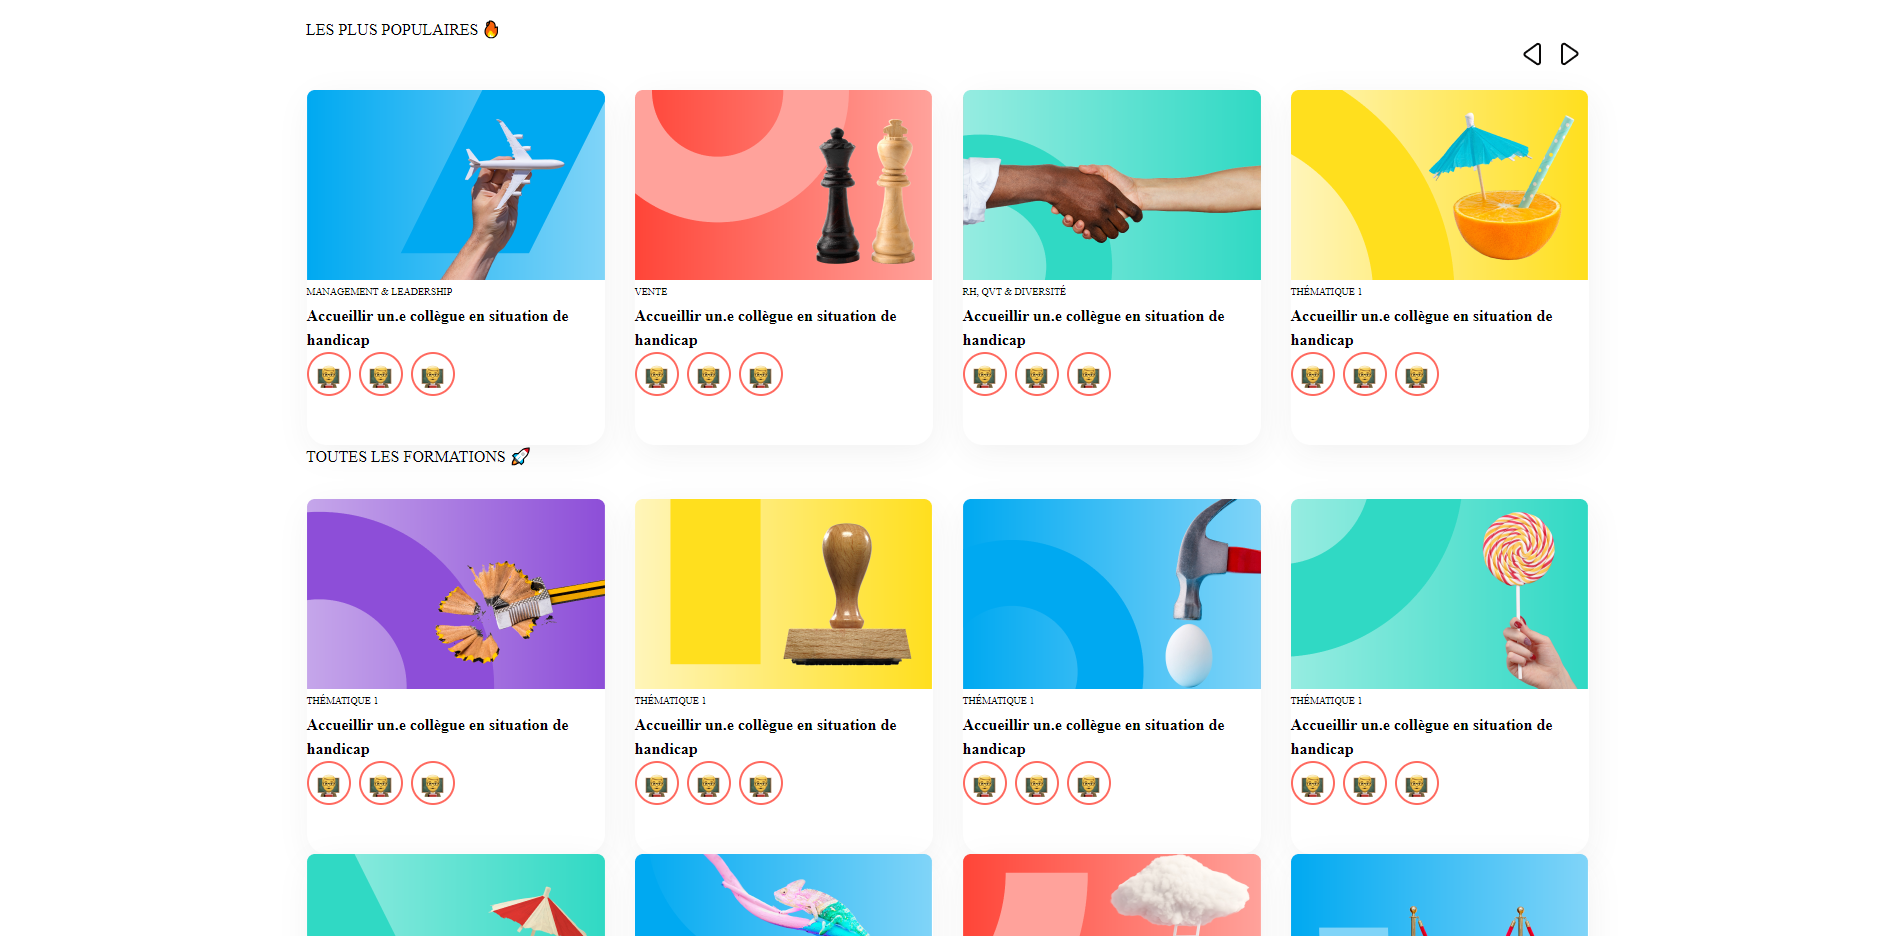 LES PLUS POPULAIRES 🔥
MANAGEMENT & LEADERSHIP
Accueillir un.e collègue en situation de
handicap
VENTE
Accueillir un.e collègue en situation de
handicap
RH, QVT & DIVERSITÉ
Accueillir un.e collègue en situation de
handicap
THÉMATIQUE 1
Accueillir un.e collègue en situation de
handicap
TOUTES LES FORMATIONS 🚀
THÉMATIQUE 1
Accueillir un.e collègue en situation de
handicap
THÉMATIQUE 1
Accueillir un.e collègue en situation de
handicap
THÉMATIQUE 1
Accueillir un.e collègue en situation de
handicap
THÉMATIQUE 1
Accueillir un.e collègue en situation de
handicap